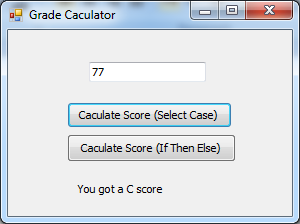 Grade Caculator
77
Caculate Score (Select Case)
Caculate Score (If Then Else)
You got a C score